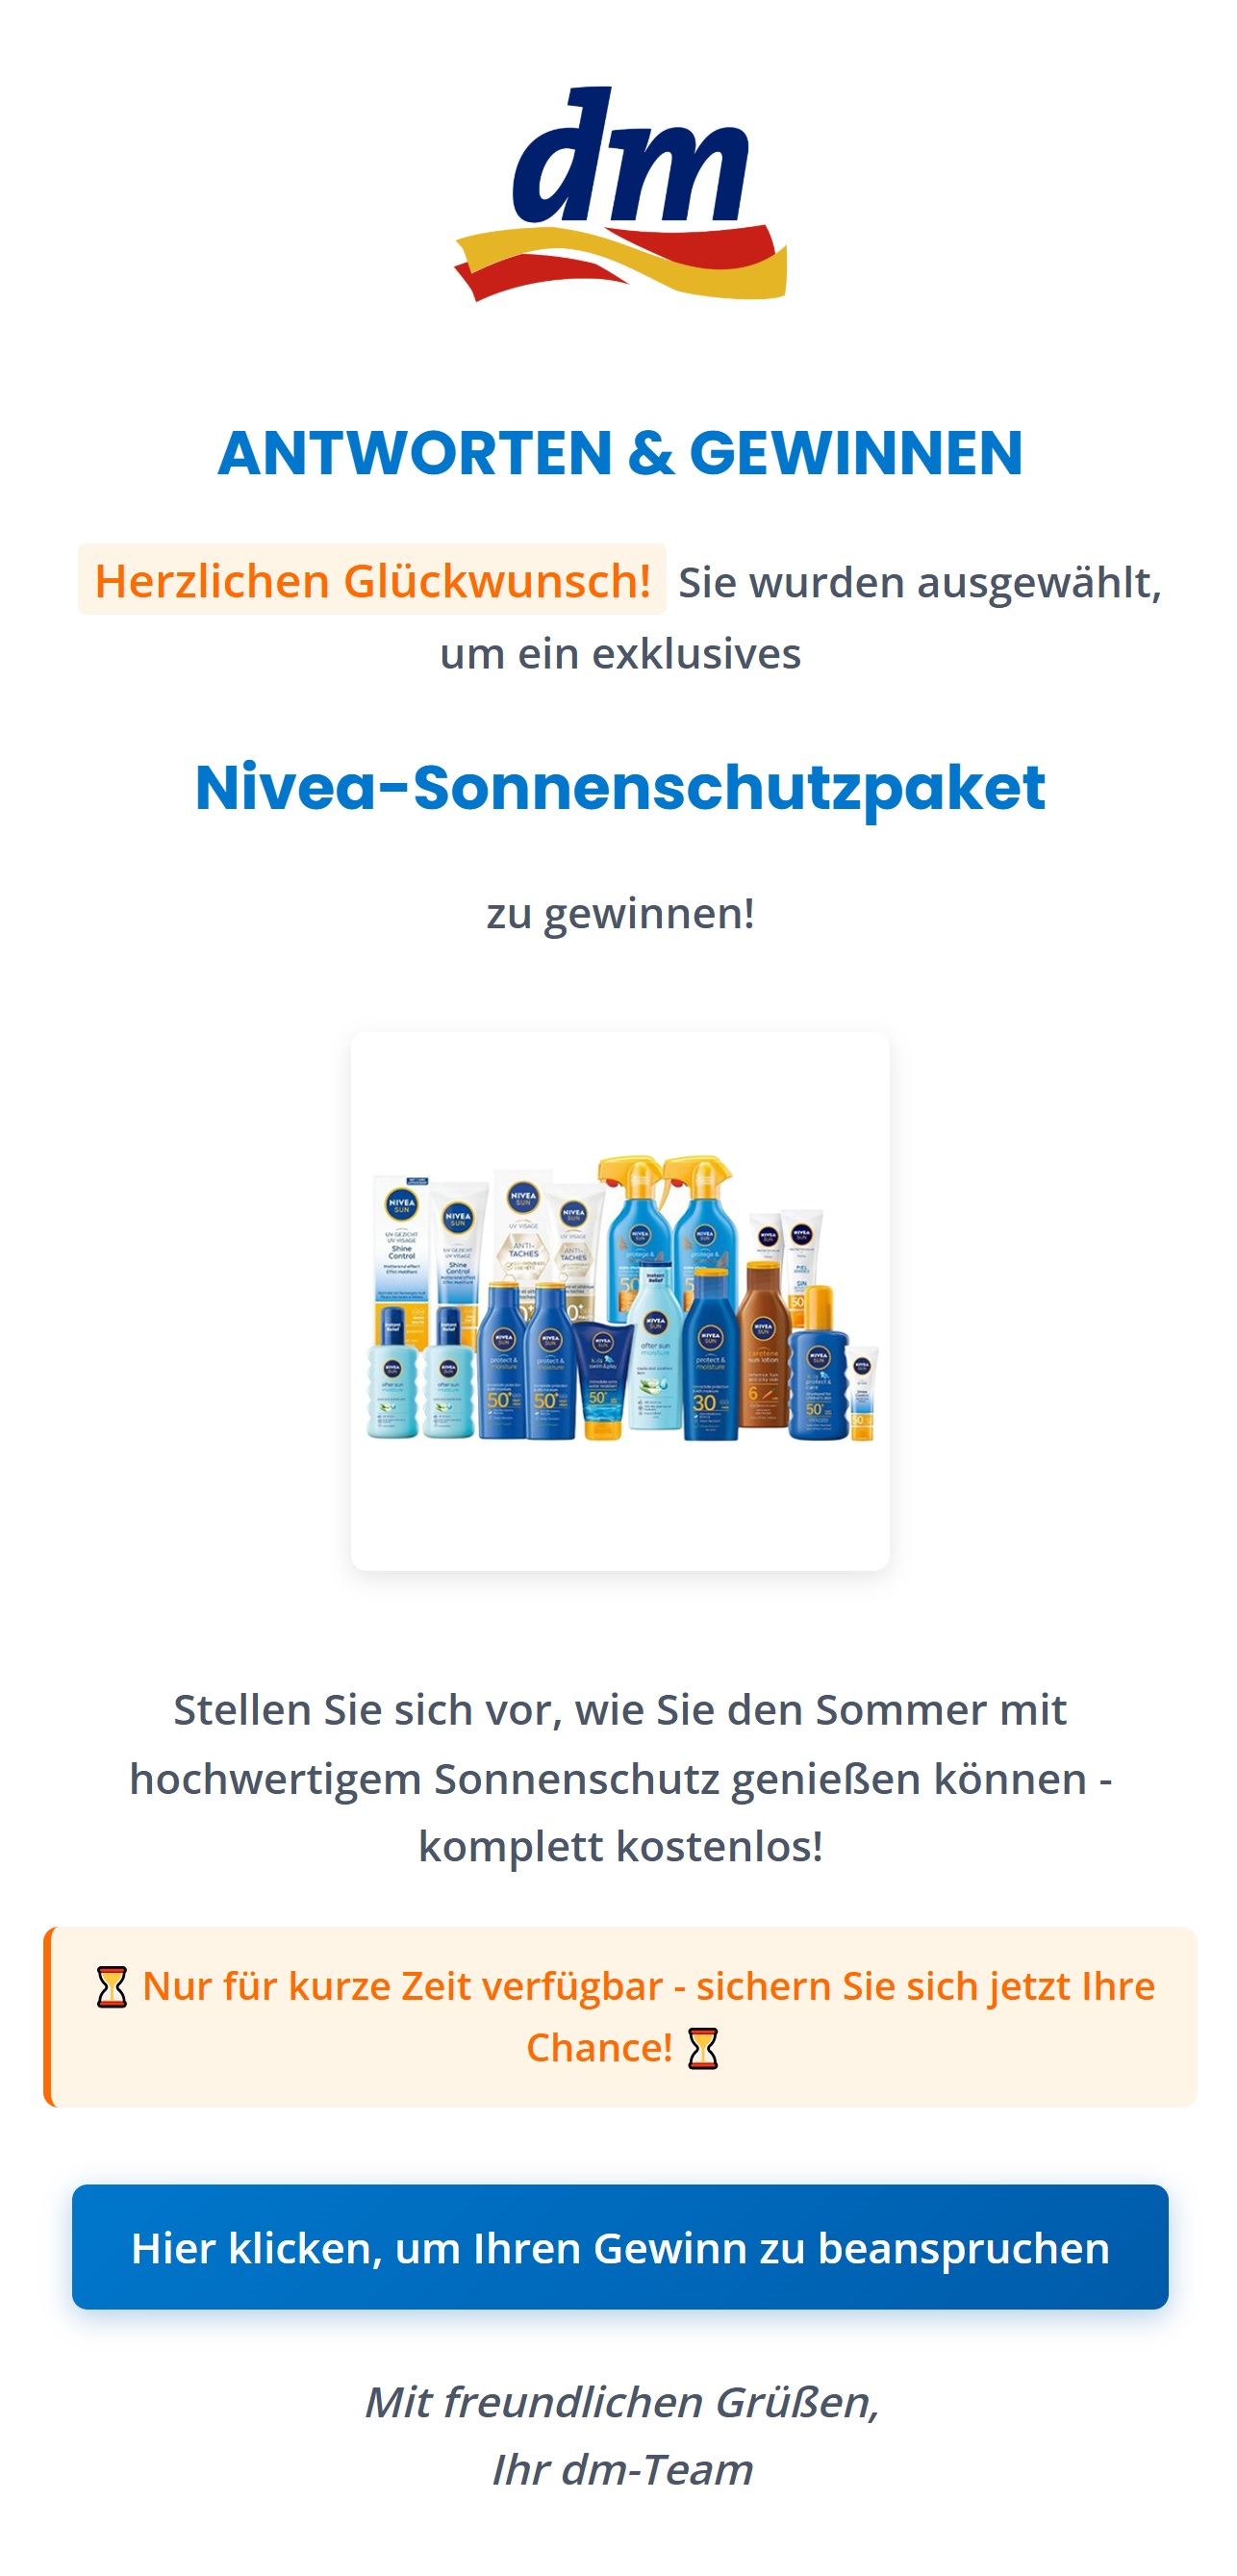 dm
ANTWORTEN & GEWINNEN
Herzlichen Glückwunsch! Sie wurden ausgewählt,
um ein exklusives
Nivea-Sonnenschutzpaket
zu gewinnen!
Stellen Sie sich vor, wie Sie den Sommer mit
hochwertigem Sonnenschutz genießen können -
komplett kostenlos!
⏳ Nur für kurze Zeit verfügbar - sichern Sie sich jetzt Ihre
Chance! ⏳
Hier klicken, um Ihren Gewinn zu beanspruchen
Mit freundlichen Grüßen,
Ihr dm-Team